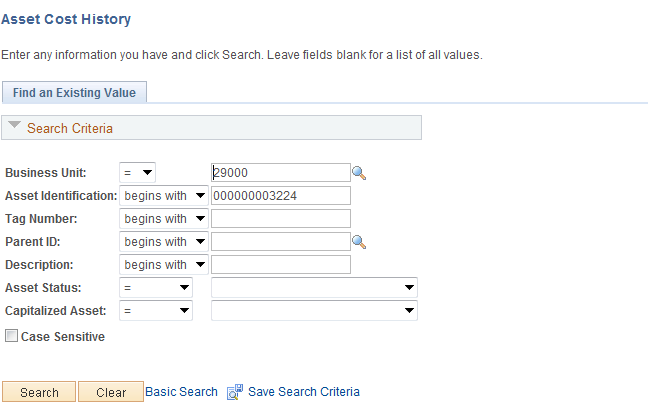 Asset Cost History
Enter any information you have and click Search. Leave fields blank for a list of all values.
Find an Existing Value
Search Criteria
Business Unit: = 29000
Asset Identification: begins with 000000003224
Tag Number: begins with
Parent ID: begins with
Description: begins with
Asset Status: =
Capitalized Asset: =
Case Sensitive
Search Clear Basic Search Save Search Criteria